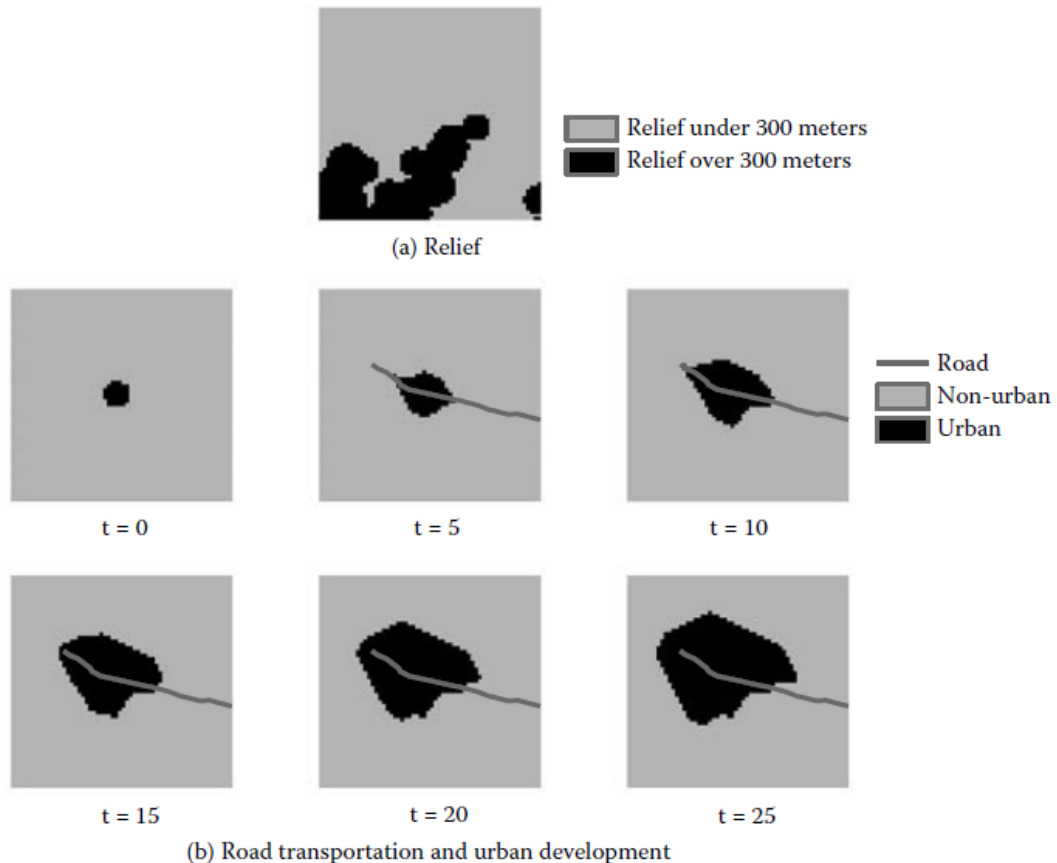 Relief under 300 meters
Relief over 300 meters
(a) Relief
Road
Non-urban
Urban
t = 0
t = 5
t = 10
t = 15
t = 20
t = 25
(b) Road transportation and urban development